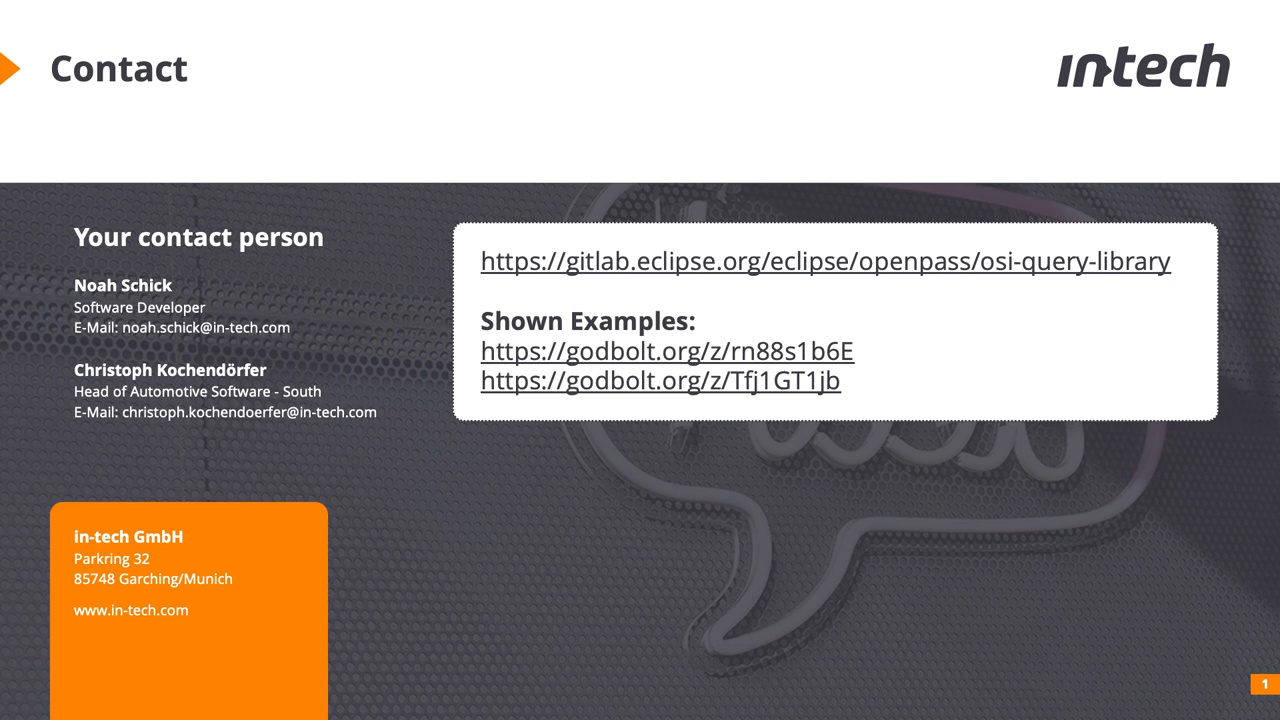 Contact
in-tech
Your contact person
Noah Schick
Software Developer
E-Mail: noah.schick@in-tech.com
Christoph Kochendörfer
Head of Automotive Software - South
E-Mail: christoph.kochendoerfer@in-tech.com
https://gitlab.eclipse.org/eclipse/openpass/osi-query-library
Shown Examples:
https://godbolt.org/z/rn88s1b6E
https://godbolt.org/z/Tfj1GT1jb
in-tech GmbH
Parkring 32
85748 Garching/Munich
www.in-tech.com
1